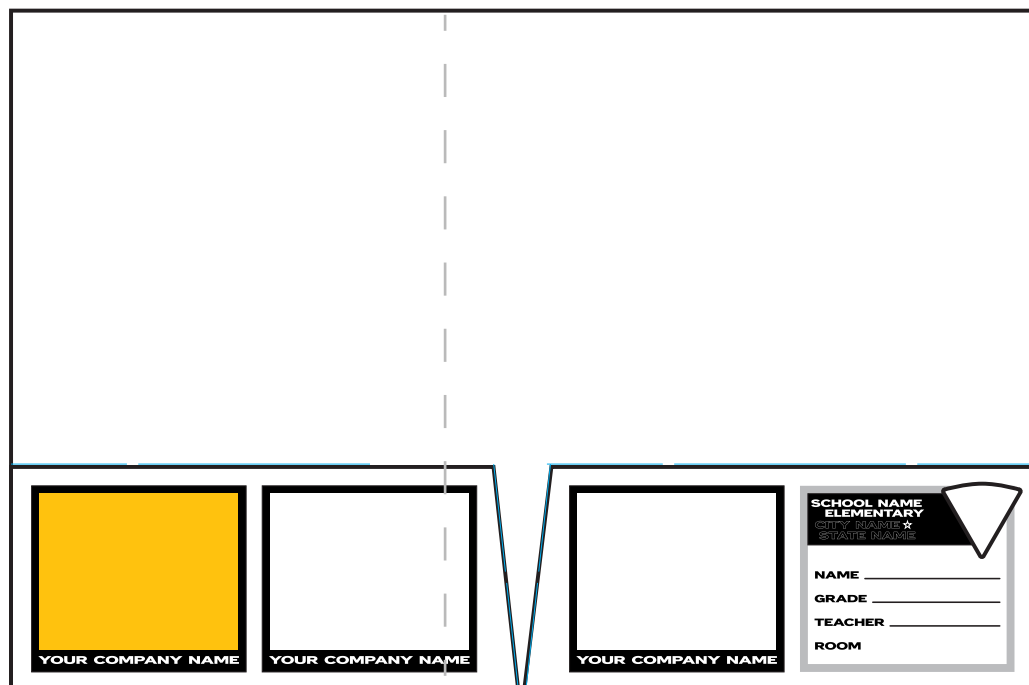 YOUR COMPANY NAME
YOUR COMPANY NAME
YOUR COMPANY NAME
SCHOOL NAME
ELEMENTARY
CITY NAME
STATE NAME
NAME
GRADE
TEACHER
ROOM